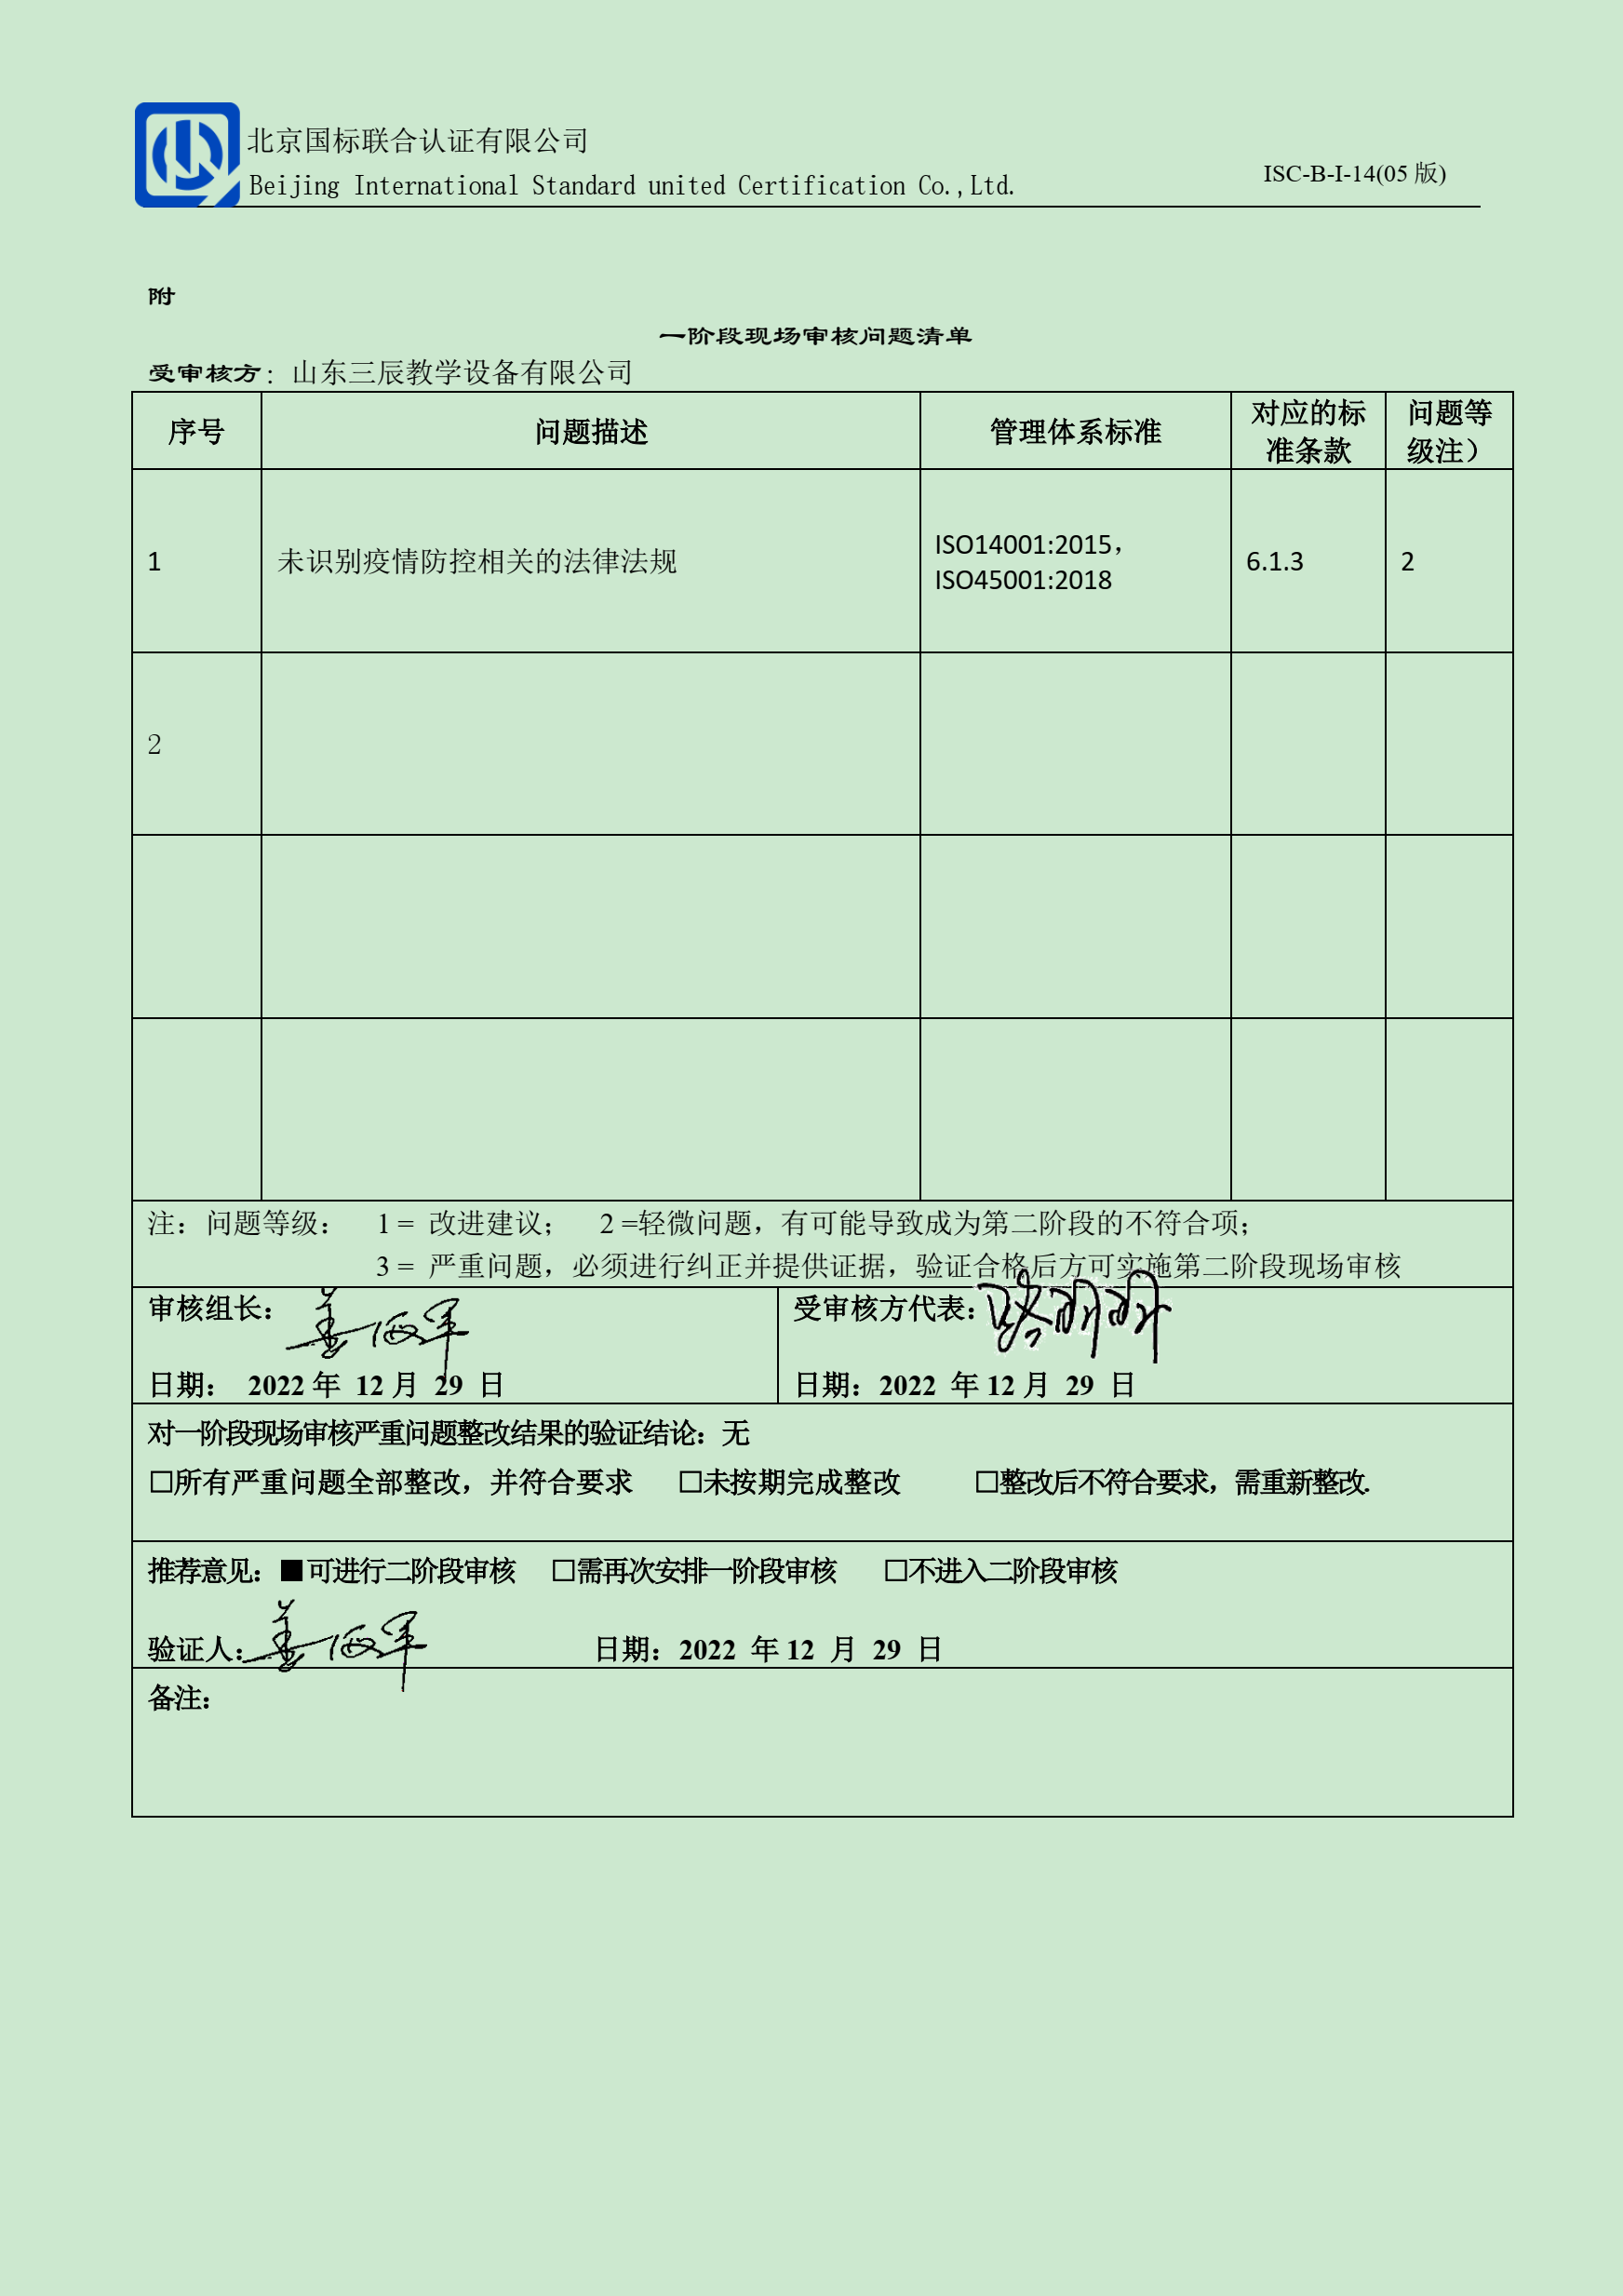 北京国标联合认证有限公司
Beijing International Standard united Certification Co.,Ltd.
ISC-B-I-14(05 版)
附
一阶段现场审核问题清单
受审核方：山东三辰教学设备有限公司
序号 问题描述 管理体系标准 对应的标准条款 问题等级注）
1 未识别疫情防控相关的法律法规 ISO14001:2015， ISO45001:2018 6.1.3 2
2
注：问题等级： 1 = 改进建议； 2 =轻微问题，有可能导致成为第二阶段的不符合项；
3 = 严重问题，必须进行纠正并提供证据，验证合格后方可实施第二阶段现场审核
审核组长： 受审核方代表：
日期： 2022 年 12 月 29 日 日期：2022 年 12 月 29 日
对一阶段现场审核严重问题整改结果的验证结论：无
□所有严重问题全部整改，并符合要求 □未按期完成整改 □整改后不符合要求，需重新整改.
推荐意见：■可进行二阶段审核 □需再次安排一阶段审核 □不进入二阶段审核
验证人： 日期：2022 年 12 月 29 日
备注：